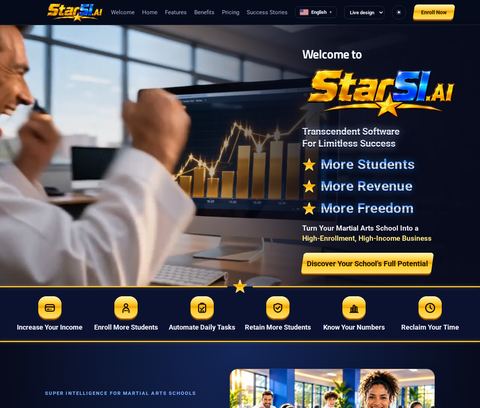 StarSI.AI
Welcome
Home
Features
Benefits
Pricing
Success Stories
English
Live design
Enroll Now
Welcome to
StarSI.AI
Transcendent Software
For Limitless Success
More Students
More Revenue
More Freedom
Turn Your Martial Arts School Into a
High-Enrollment, High-Income Business
Discover Your School's Full Potential
Increase Your Income
Enroll More Students
Automate Daily Tasks
Retain More Students
Know Your Numbers
Reclaim Your Time
SUPER INTELLIGENCE FOR MARTIAL ARTS SCHOOLS